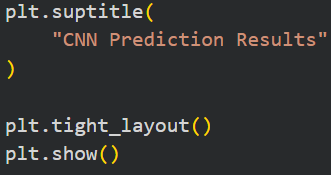 plt.suptitle(
    "CNN Prediction Results"
)

plt.tight_layout()
plt.show()